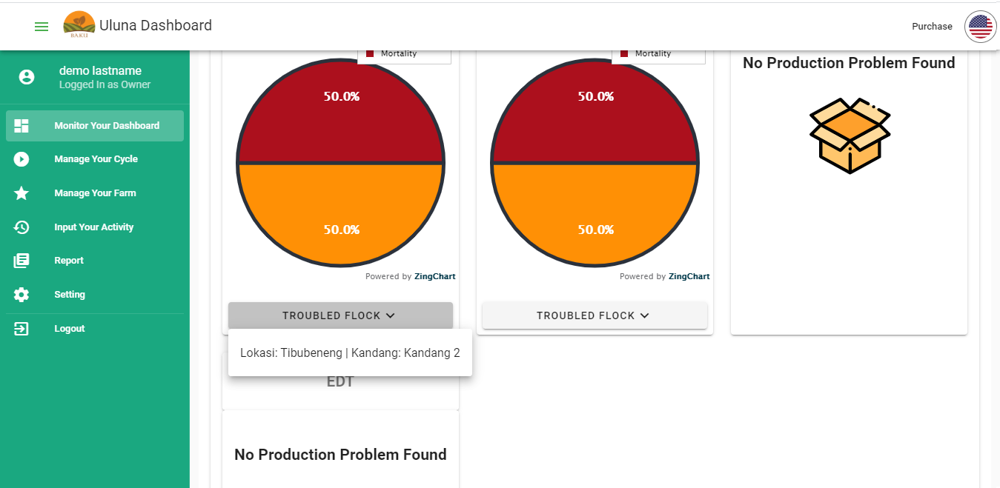 BAKU
Uluna Dashboard
Purchase
demo lastname
Logged In as Owner
Monitor Your Dashboard
Manage Your Cycle
Manage Your Farm
Input Your Activity
Report
Setting
Logout
Mortality
50.0%
50.0%
Powered by ZingChart
TROUBLED FLOCK
Lokasi: Tibubeneng | Kandang: Kandang 2
Mortality
50.0%
50.0%
Powered by ZingChart
TROUBLED FLOCK
No Production Problem Found
EDT
No Production Problem Found